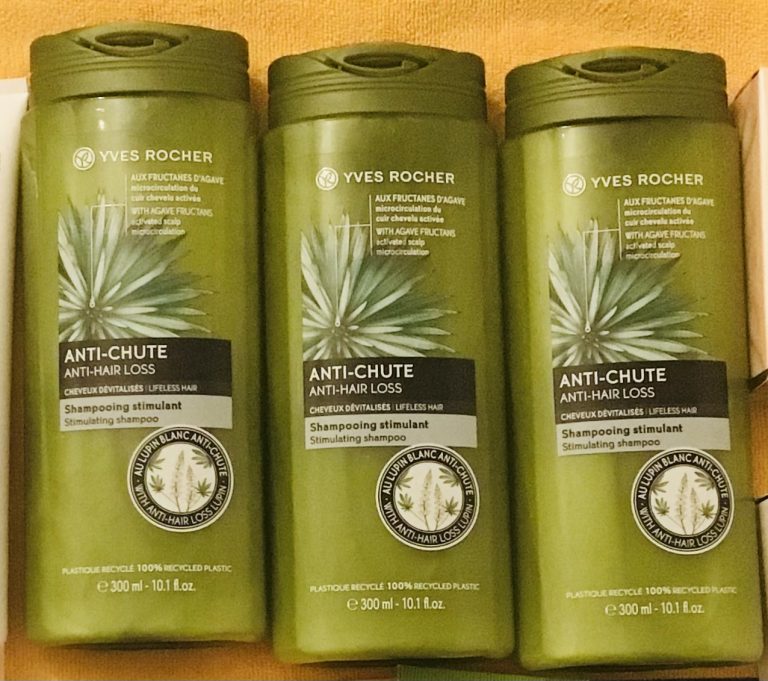 YVES ROCHER
AUX FRUCTANES D'AGAVE
microcirculation du
cuir chevelu activée
WITH AGAVE FRUCTANS
activated scalp
microcirculation
ANTI-CHUTE
ANTI-HAIR LOSS
CHEVEUX DÉVITALISÉS | LIFELESS HAIR
Shampooing stimulant
Stimulating shampoo
· AU LUPIN BLANC ANTI-CHUTE ·
WITH ANTI-HAIR LOSS LUPIN
PLASTIQUE RECYCLÉ 100% RECYCLED PLASTIC
℮ 300 ml - 10.1 fl.oz.
YVES ROCHER
AUX FRUCTANES D'AGAVE
microcirculation du
cuir chevelu activée
WITH AGAVE FRUCTANS
activated scalp
microcirculation
ANTI-CHUTE
ANTI-HAIR LOSS
CHEVEUX DÉVITALISÉS | LIFELESS HAIR
Shampooing stimulant
Stimulating shampoo
· AU LUPIN BLANC ANTI-CHUTE ·
WITH ANTI-HAIR LOSS LUPIN
PLASTIQUE RECYCLÉ 100% RECYCLED PLASTIC
℮ 300 ml - 10.1 fl.oz.
YVES ROCHER
AUX FRUCTANES D'AGAVE
microcirculation du
cuir chevelu activée
WITH AGAVE FRUCTANS
activated scalp
microcirculation
ANTI-CHUTE
ANTI-HAIR LOSS
CHEVEUX DÉVITALISÉS | LIFELESS HAIR
Shampooing stimulant
Stimulating shampoo
· AU LUPIN BLANC ANTI-CHUTE ·
WITH ANTI-HAIR LOSS LUPIN
PLASTIQUE RECYCLÉ 100% RECYCLED PLASTIC
℮ 300 ml - 10.1 fl.oz.